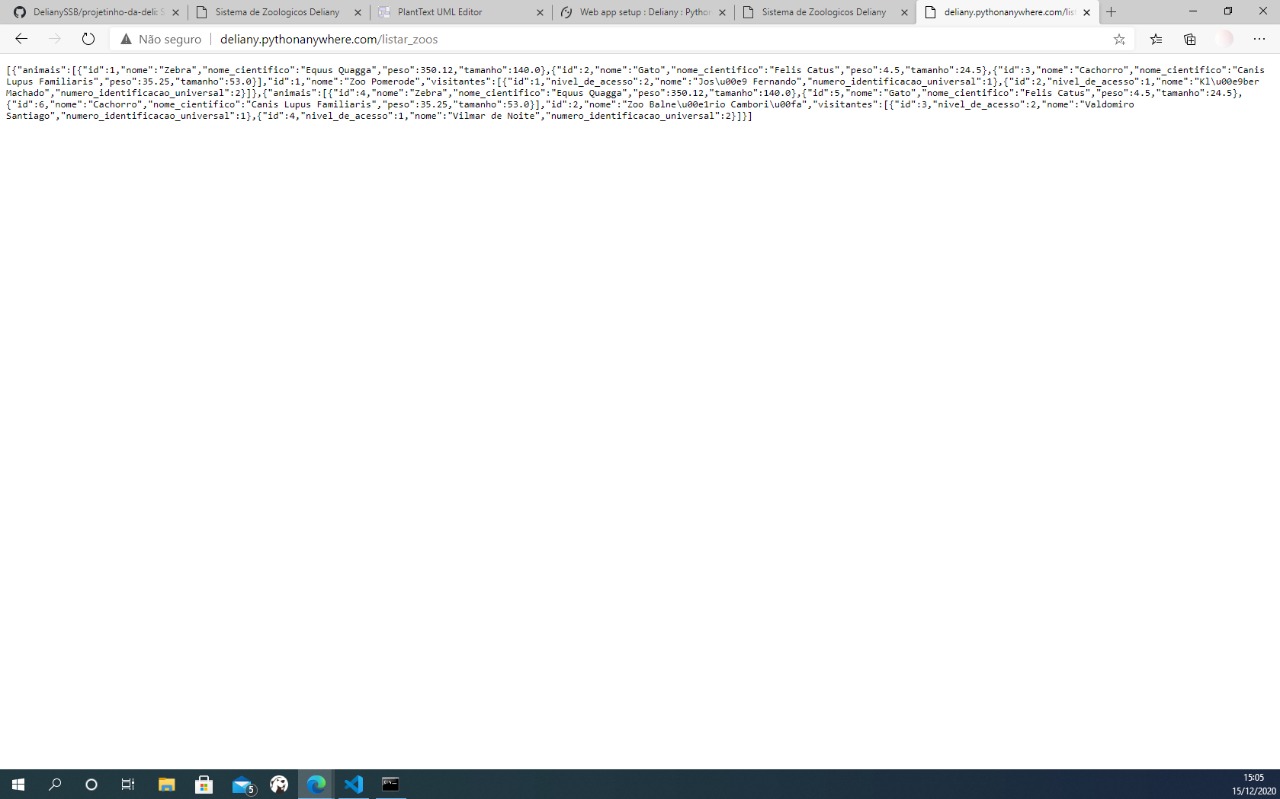 DelianySSB/projetinho-da-delic S
Sistema de Zoologicos Deliany
PlantText UML Editor
Web app setup : Deliany : Python
Sistema de Zoologicos Deliany
deliany.pythonanywhere.com/list
Não seguro
deliany.pythonanywhere.com/listar_zoos
[{"animais":[{"id":1,"nome":"Zebra","nome_cientifico":"Equus Quagga","peso":350.12,"tamanho":140.0},{"id":2,"nome":"Gato","nome_cientifico":"Felis Catus","peso":4.5,"tamanho":24.5},{"id":3,"nome":"Cachorro","nome_cientifico":"Canis
Lupus Familiaris","peso":35.25,"tamanho":53.0}],"id":1,"nome":"Zoo Pomerode","visitantes":[{"id":1,"nivel_de_acesso":2,"nome":"Jos\u00e9 Fernando","numero_identificacao_universal":1},{"id":2,"nivel_de_acesso":1,"nome":"Kl\u00e9ber
Machado","numero_identificacao_universal":2}]},{"animais":[{"id":4,"nome":"Zebra","nome_cientifico":"Equus Quagga","peso":350.12,"tamanho":140.0},{"id":5,"nome":"Gato","nome_cientifico":"Felis Catus","peso":4.5,"tamanho":24.5},
{"id":6,"nome":"Cachorro","nome_cientifico":"Canis Lupus Familiaris","peso":35.25,"tamanho":53.0}],"id":2,"nome":"Zoo Balne\u00e1rio Cambori\u00fa","visitantes":[{"id":3,"nivel_de_acesso":2,"nome":"Valdomiro
Santiago","numero_identificacao_universal":1},{"id":4,"nivel_de_acesso":1,"nome":"Vilmar de Noite","numero_identificacao_universal":2}]}]
5
15:05
15/12/2020